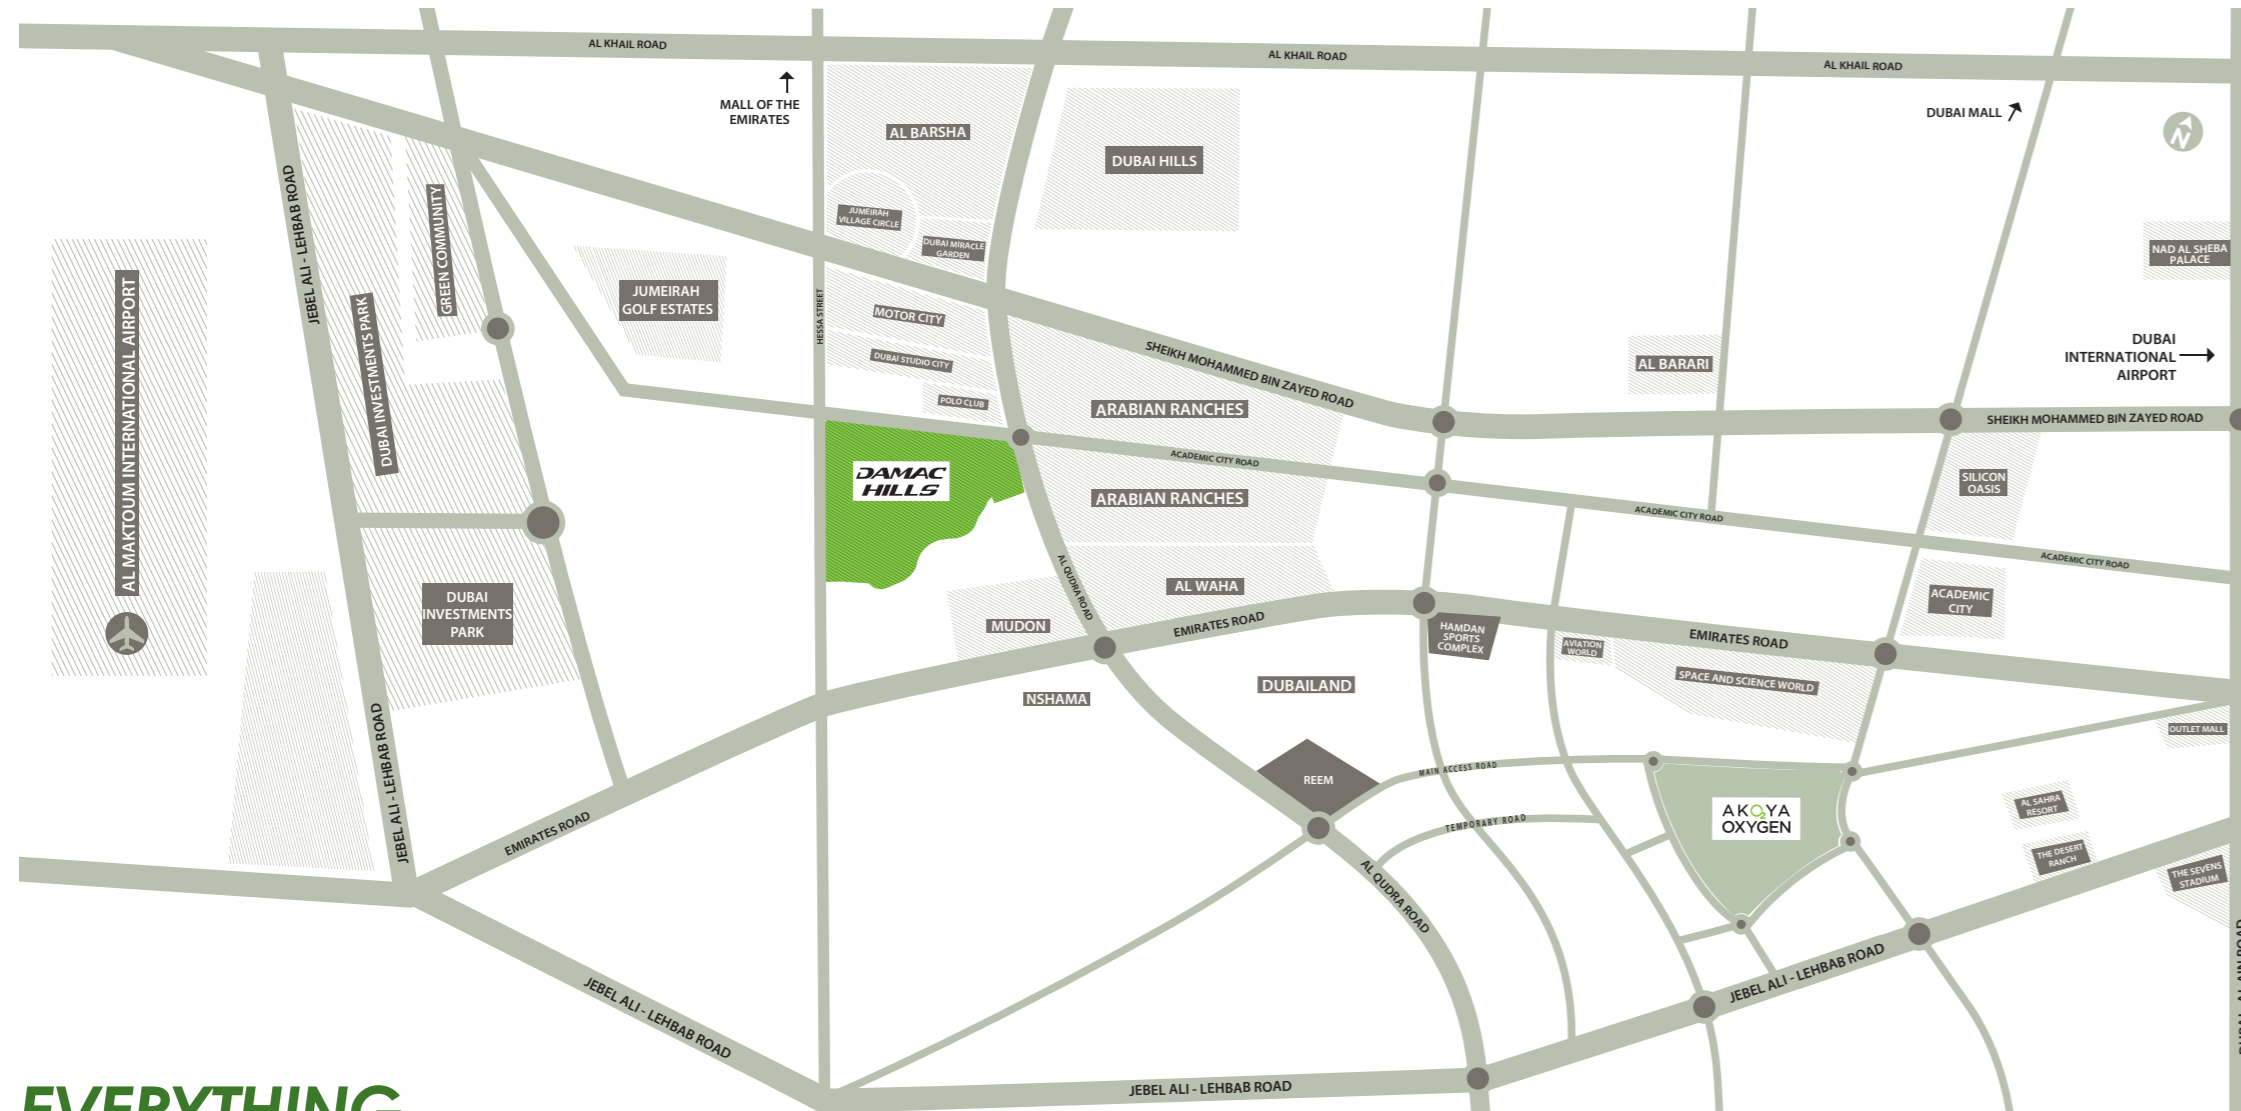 AL KHAIL ROAD
AL KHAIL ROAD
AL KHAIL ROAD
MALL OF THE
EMIRATES
DUBAI MALL
N
AL BARSHA
DUBAI HILLS
JUMEIRAH
VILLAGE CIRCLE
DUBAI MIRACLE
GARDEN
NAD AL SHEBA
PALACE
JEBEL ALI - LEHBAB ROAD
GREEN COMMUNITY
DUBAI INVESTMENTS PARK
AL MAKTOUM INTERNATIONAL AIRPORT
JUMEIRAH
GOLF ESTATES
HESSA STREET
MOTOR CITY
DUBAI STUDIO CITY
POLO CLUB
SHEIKH MOHAMMED BIN ZAYED ROAD
AL BARARI
DUBAI
INTERNATIONAL
AIRPORT
ARABIAN RANCHES
SHEIKH MOHAMMED BIN ZAYED ROAD
ACADEMIC CITY ROAD
DAMAC
HILLS
ARABIAN RANCHES
SILICON
OASIS
ACADEMIC CITY ROAD
ACADEMIC CITY ROAD
AL QUDRA ROAD
AL WAHA
DUBAI
INVESTMENTS
PARK
MUDON
EMIRATES ROAD
HAMDAN
SPORTS
COMPLEX
ACADEMIC
CITY
EMIRATES ROAD
AVIATION
WORLD
SPACE AND SCIENCE WORLD
NSHAMA
DUBAILAND
OUTLET MALL
JEBEL ALI - LEHBAB ROAD
REEM
MAIN ACCESS ROAD
TEMPORARY ROAD
AKO2YA
OXYGEN
AL SAHRA
RESORT
THE DESERT
RANCH
THE SEVENS
STADIUM
EMIRATES ROAD
AL QUDRA ROAD
JEBEL ALI - LEHBAB ROAD
JEBEL ALI - LEHBAB ROAD
DUBAI - AL AIN ROAD
JEBEL ALI - LEHBAB ROAD
EVERYTHING